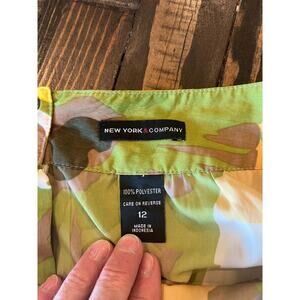 NEW YORK&COMPANY
100% POLYESTER
CARE ON REVERSE
12
MADE IN
INDONESIA